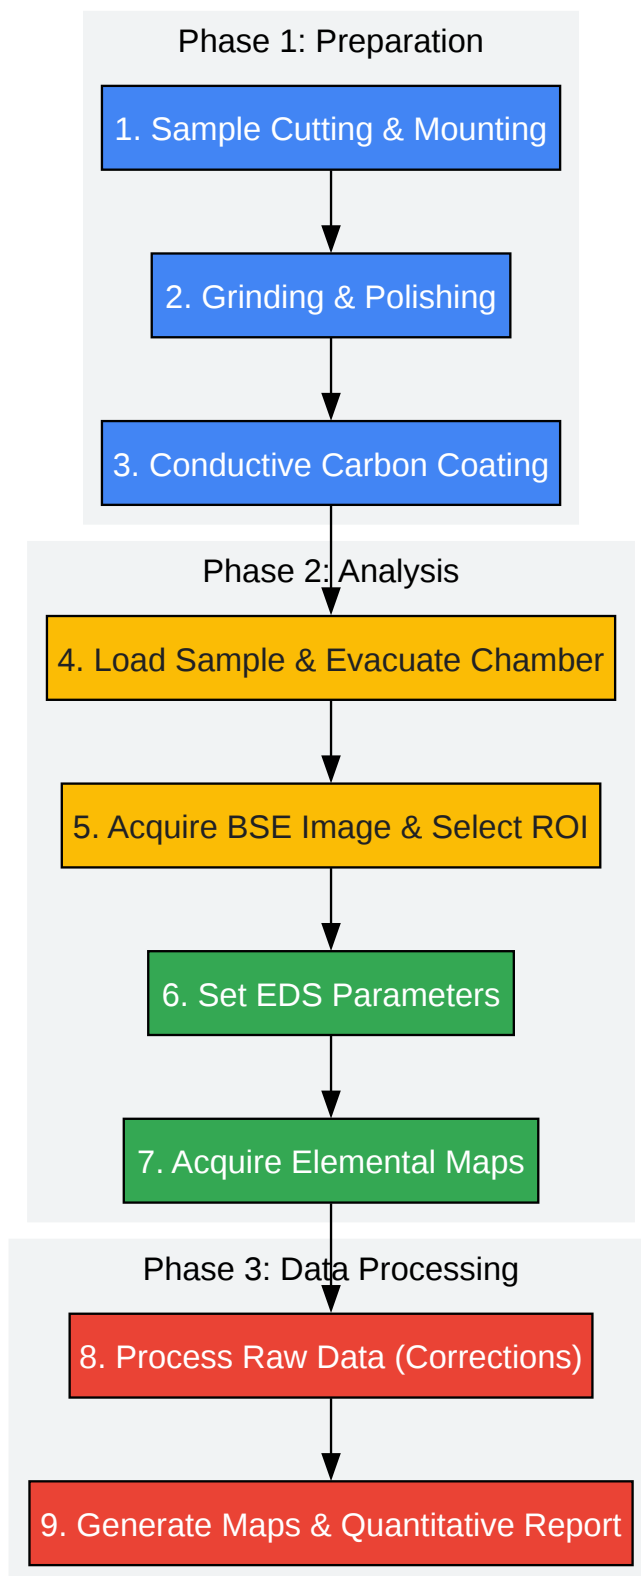 Phase 1: Preparation
1. Sample Cutting & Mounting
2. Grinding & Polishing
3. Conductive Carbon Coating
Phase 2: Analysis
4. Load Sample & Evacuate Chamber
5. Acquire BSE Image & Select ROI
6. Set EDS Parameters
7. Acquire Elemental Maps
Phase 3: Data Processing
8. Process Raw Data (Corrections)
9. Generate Maps & Quantitative Report